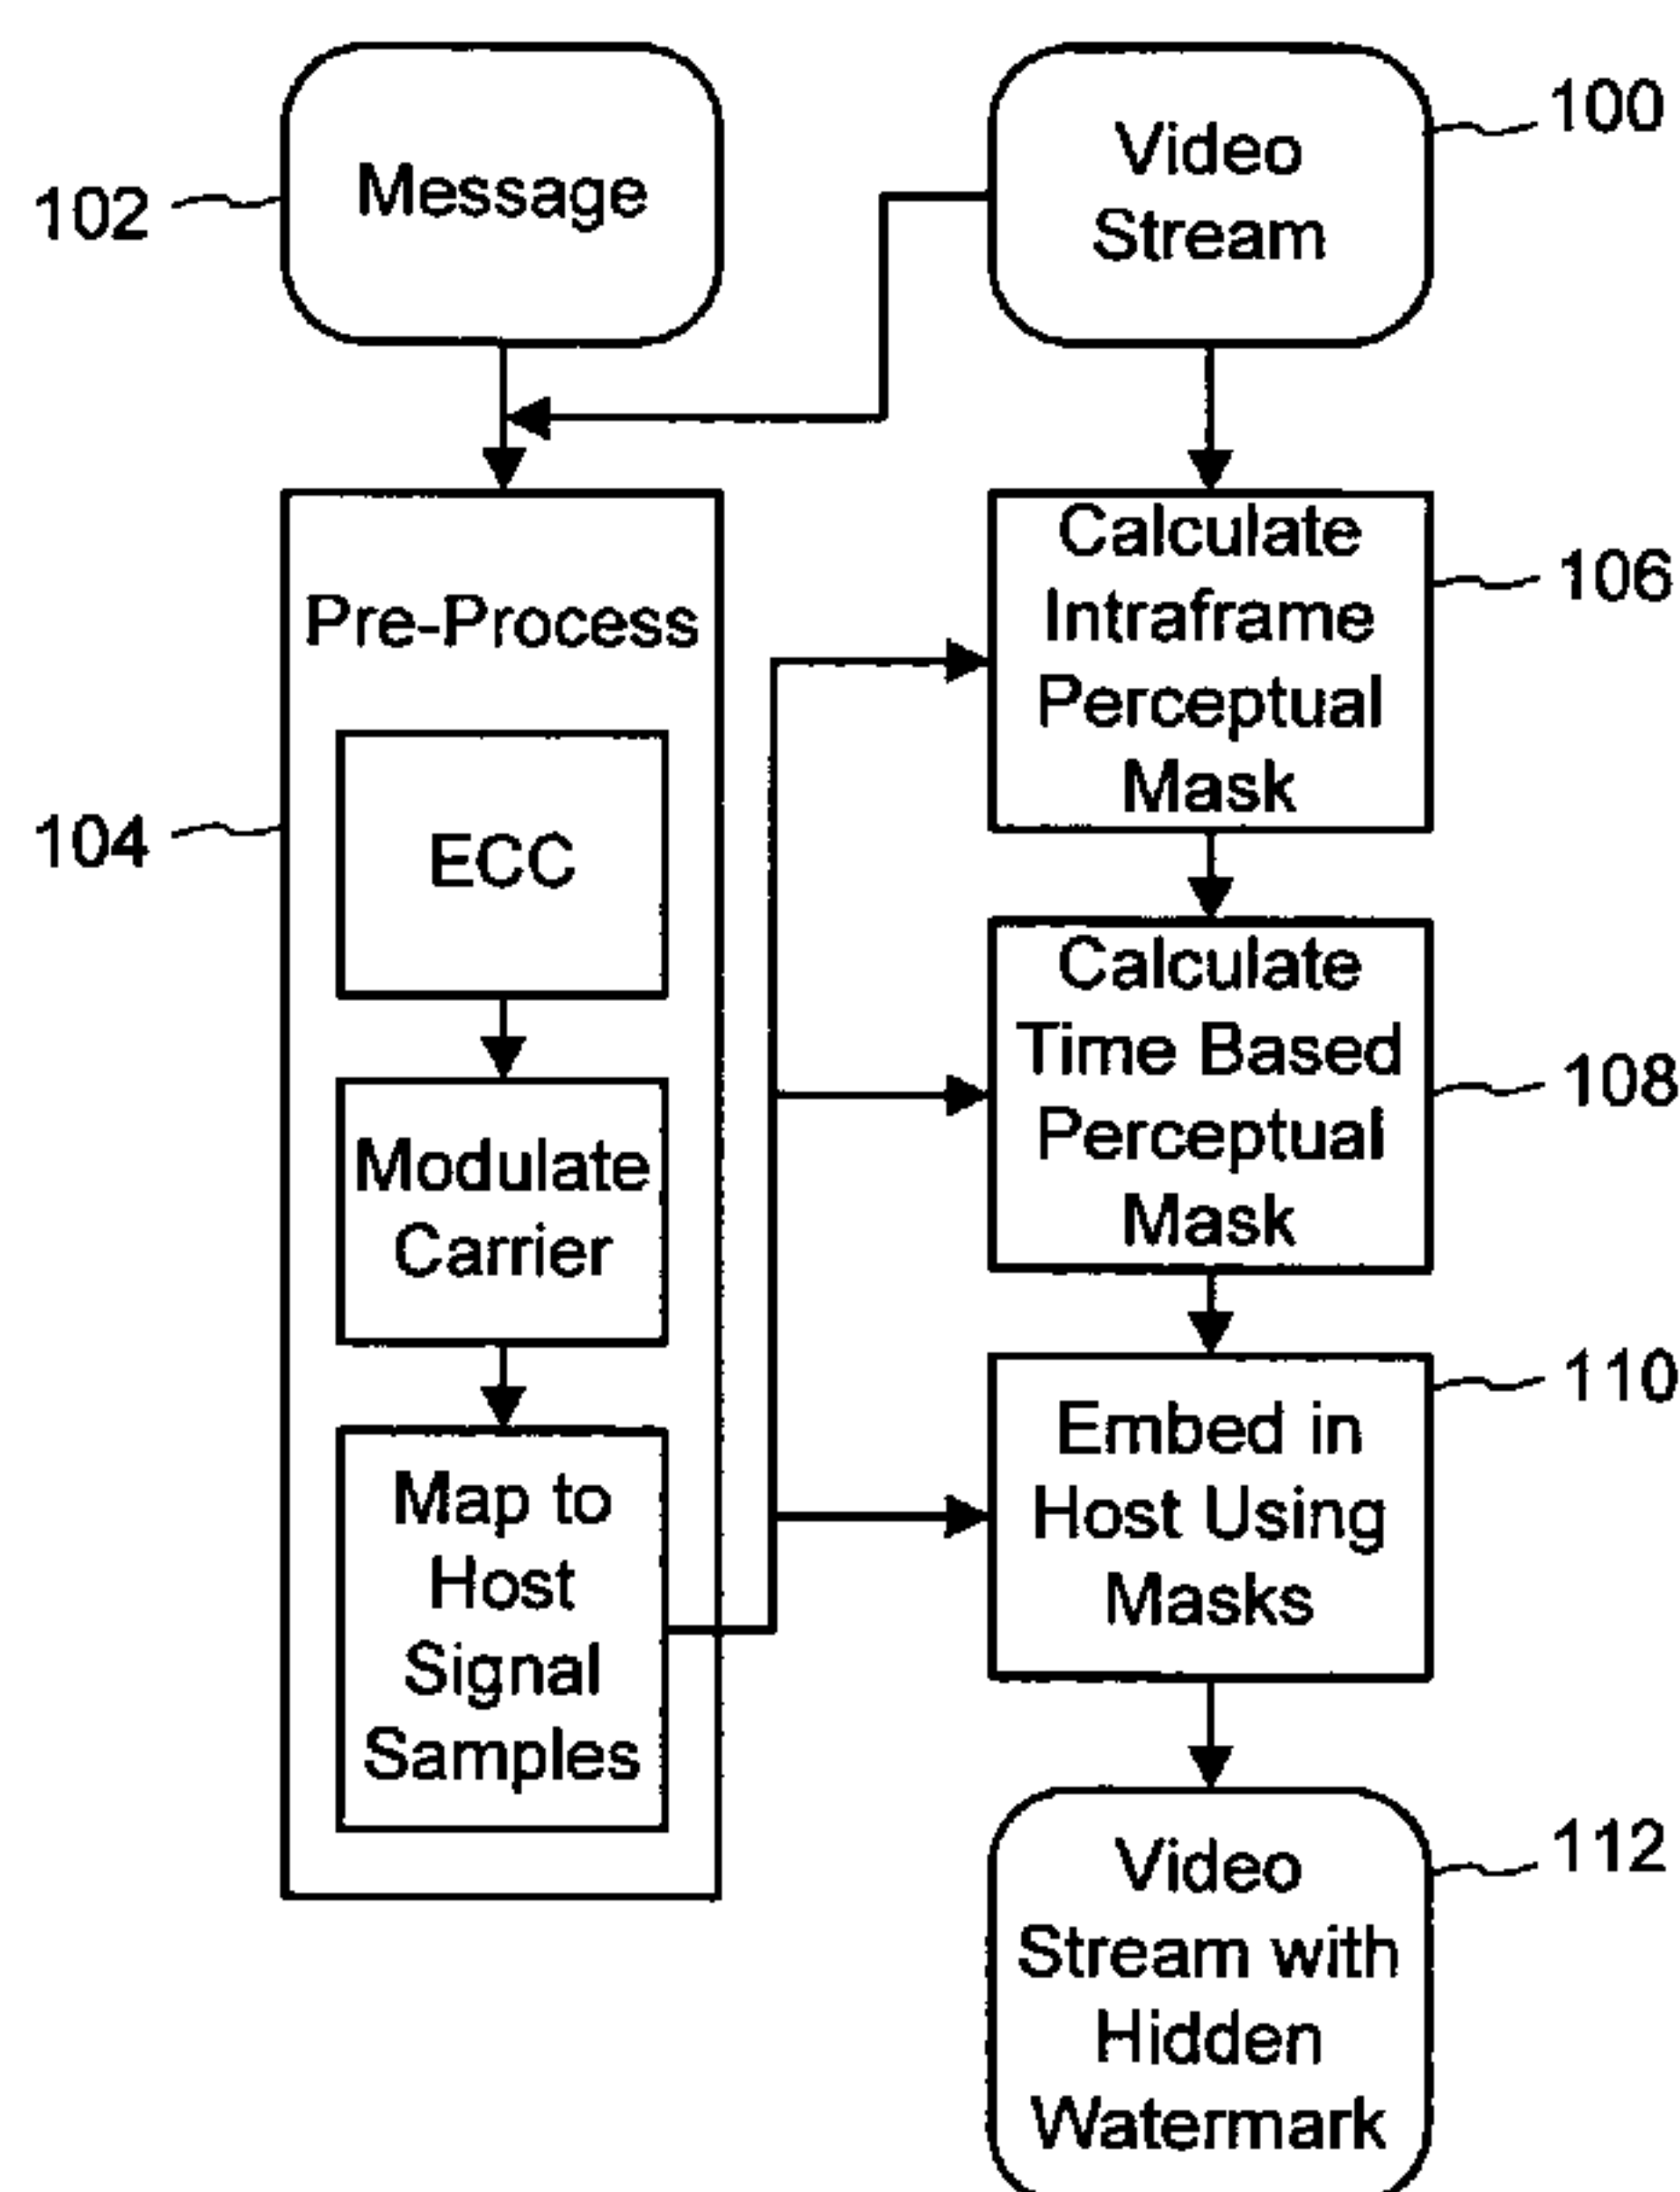 Message
102
Video
Stream
100
Pre-Process
104
ECC
Modulate
Carrier
Map to
Host
Signal
Samples
Calculate
Intraframe
Perceptual
Mask
106
Calculate
Time Based
Perceptual
Mask
108
Embed in
Host Using
Masks
110
Video
Stream with
Hidden
Watermark
112